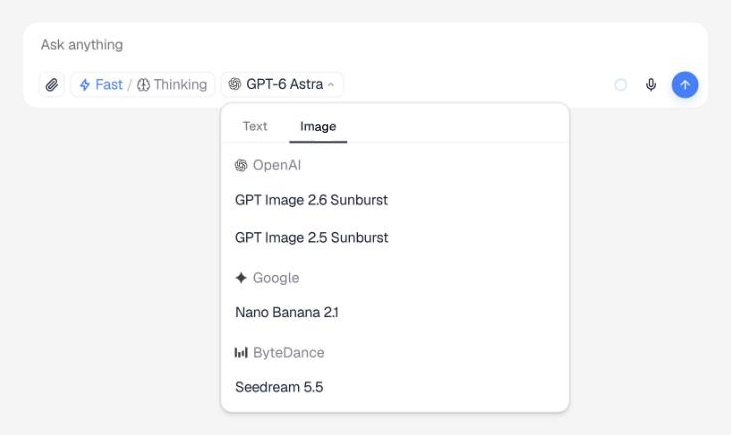 Ask anything
Fast / Thinking GPT-6 Astra
Text Image
OpenAI
GPT Image 2.6 Sunburst
GPT Image 2.5 Sunburst
Google
Nano Banana 2.1
ByteDance
Seedream 5.5